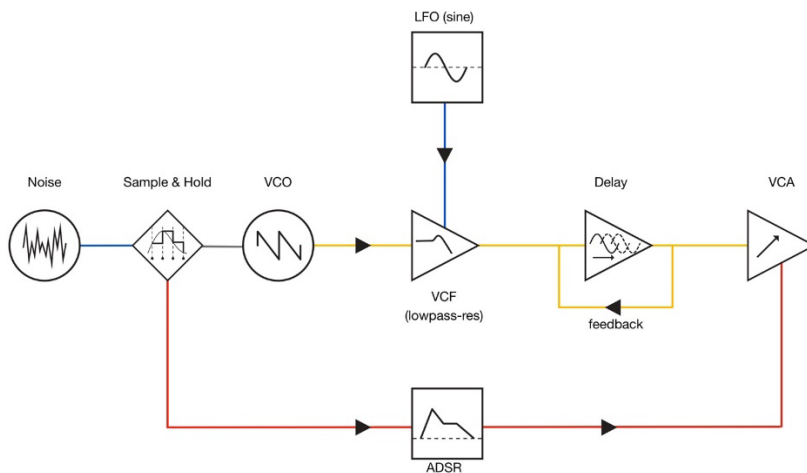 LFO (sine)
Noise
Sample & Hold
VCO
Delay
VCA
VCF
(lowpass-res)
feedback
ADSR